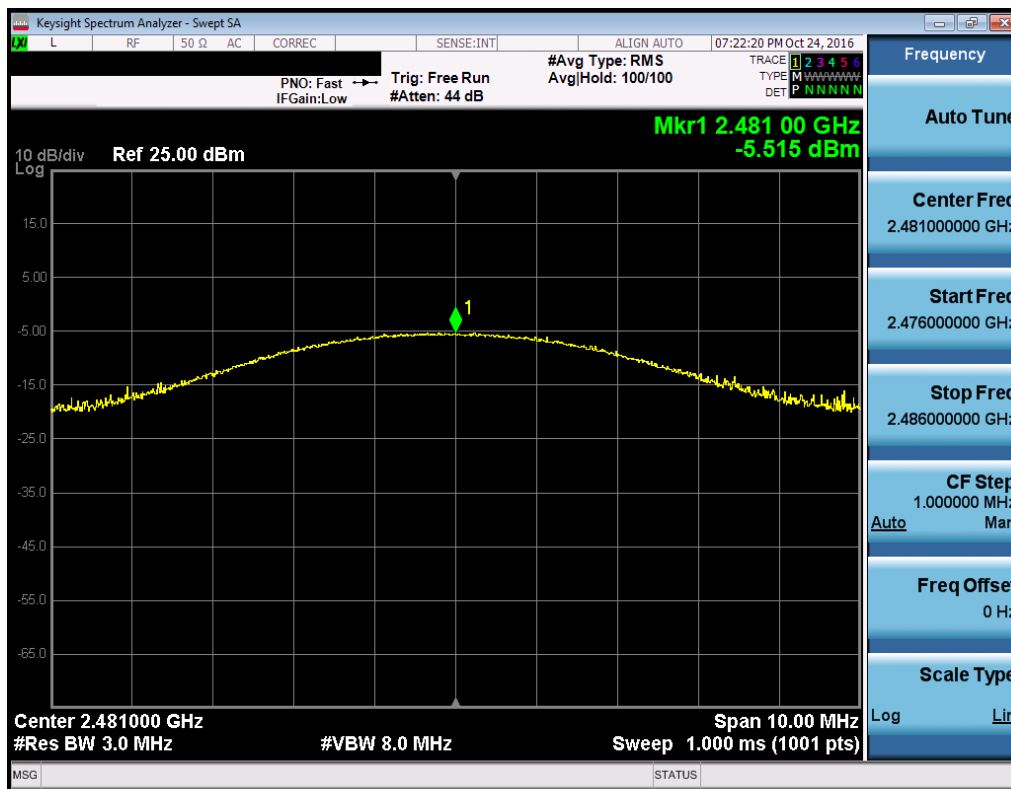 Keysight Spectrum Analyzer - Swept SA
LXI L RF 50 Ω AC CORREC SENSE:INT ALIGN AUTO 07:22:20 PM Oct 24, 2016
PNO: Fast
IFGain:Low
Trig: Free Run
#Atten: 44 dB
#Avg Type: RMS
Avg|Hold: 100/100
TRACE 1 2 3 4 5 6
TYPE M WWWWW
DET P N N N N N
Mkr1 2.481 00 GHz
-5.515 dBm
10 dB/div Ref 25.00 dBm
Log
15.0
5.00
-5.00
-15.0
-25.0
-35.0
-45.0
-55.0
-65.0
1
Center 2.481000 GHz Span 10.00 MHz
#Res BW 3.0 MHz #VBW 8.0 MHz Sweep 1.000 ms (1001 pts)
MSG STATUS
Frequency
Auto Tune
Center Freq
2.481000000 GHz
Start Freq
2.476000000 GHz
Stop Freq
2.486000000 GHz
CF Step
1.000000 MHz
Auto Man
Freq Offset
0 Hz
Scale Type
Log Lin